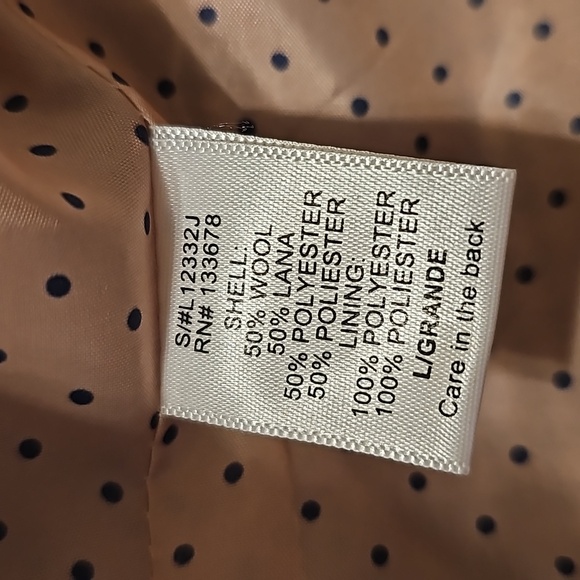 S/#L12332J
RN# 133678
SHELL:
50% WOOL
50% LANA
50% POLYESTER
50% POLIESTER
LINING:
100% POLYESTER
100% POLIESTER
L/GRANDE
Care in the back